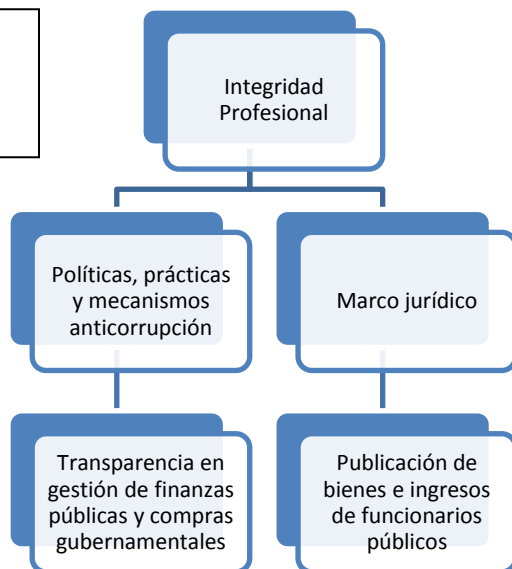 Integridad
Profesional
Políticas, prácticas
y mecanismos
anticorrupción
Marco jurídico
Transparencia en
gestión de finanzas
públicas y compras
gubernamentales
Publicación de
bienes e ingresos
de funcionarios
públicos